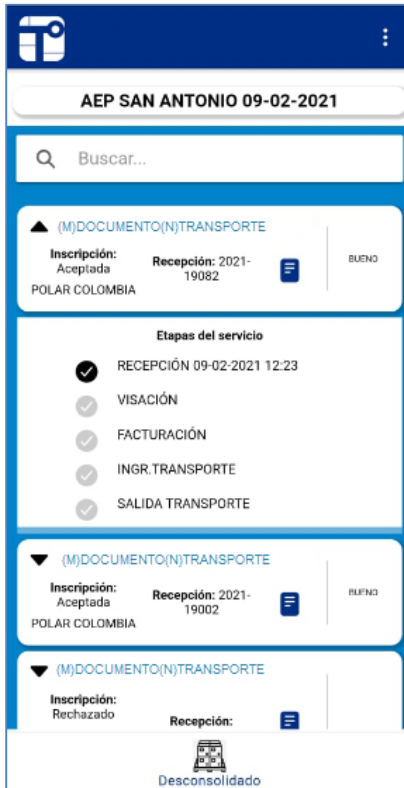 AEP SAN ANTONIO 09-02-2021
Buscar...
(M)DOCUMENTO(N)TRANSPORTE
Inscripción:
Aceptada
Recepción: 2021-
19082
BUENO
POLAR COLOMBIA
Etapas del servicio
RECEPCIÓN 09-02-2021 12:23
VISACIÓN
FACTURACIÓN
INGR.TRANSPORTE
SALIDA TRANSPORTE
(M)DOCUMENTO(N)TRANSPORTE
Inscripción:
Aceptada
Recepción: 2021-
19002
BUENO
POLAR COLOMBIA
(M)DOCUMENTO(N)TRANSPORTE
Inscripción:
Rechazado
Recepción:
Desconsolidado